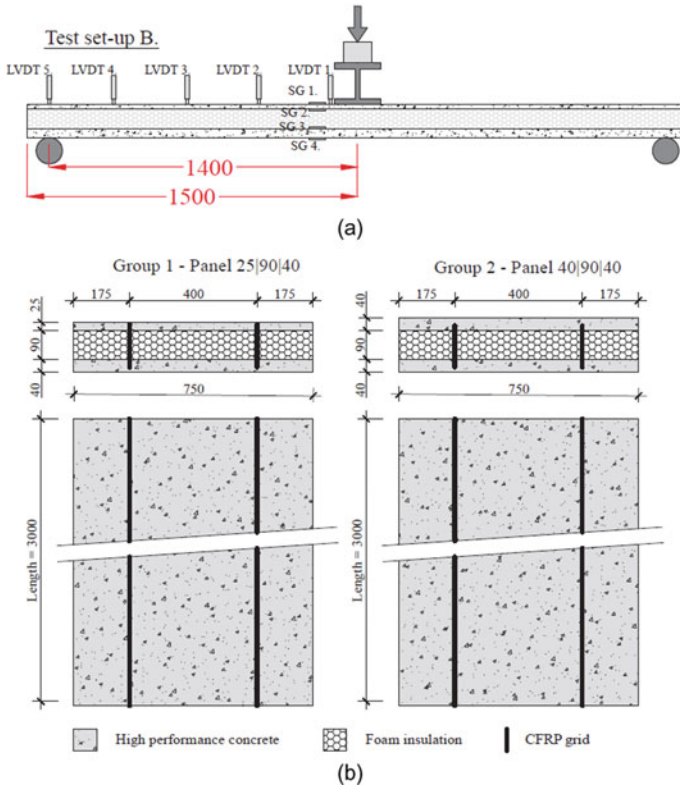 Test set-up B.
LVDT 5 LVDT 4 LVDT 3 LVDT 2 LVDT 1
SG 1.
SG 2.
SG 3.
SG 4.
1400
1500
(a)
Group 1 - Panel 25|90|40
Group 2 - Panel 40|90|40
175 400 175
175 400 175
25
90
40
40
90
40
750
750
Length = 3000
Length = 3000
High performance concrete
Foam insulation
CFRP grid
(b)